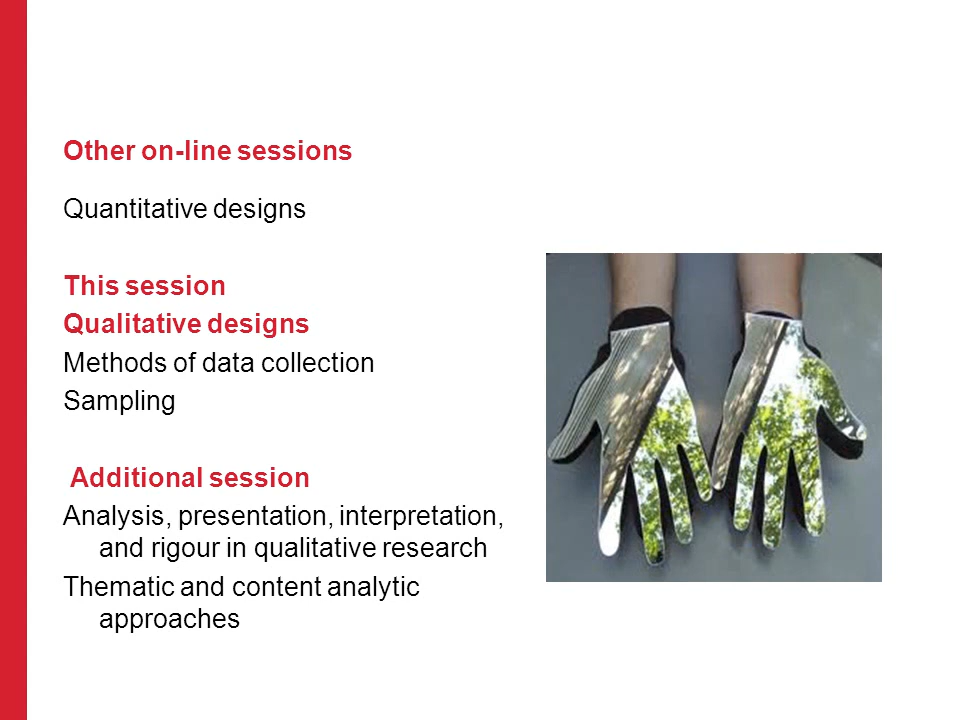 Other on-line sessions
Quantitative designs
This session
Qualitative designs
Methods of data collection
Sampling
Additional session
Analysis, presentation, interpretation,
and rigour in qualitative research
Thematic and content analytic
approaches